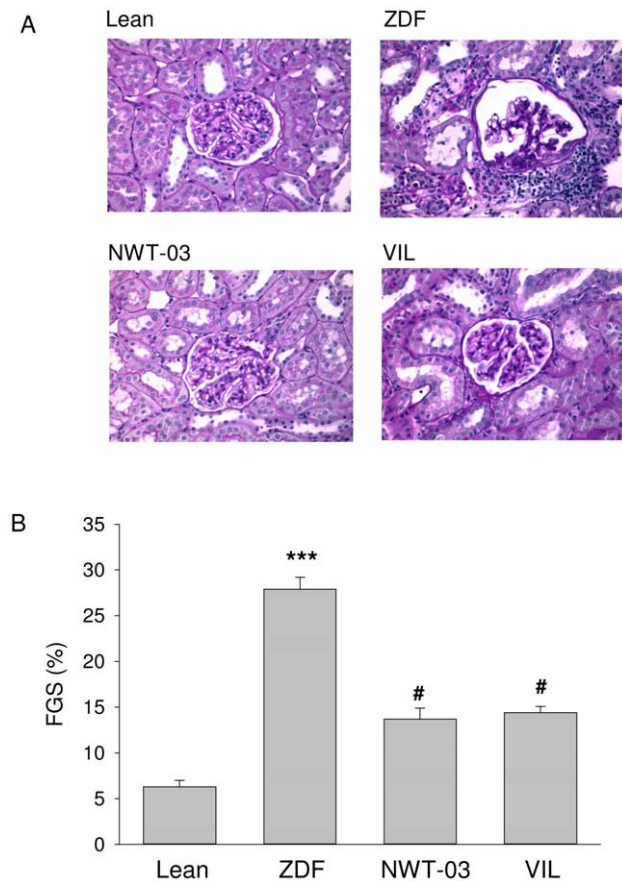 A
Lean
ZDF
NWT-03
VIL
B
35
30
25
20
15
10
5
0
FGS (%)
***
#
#
Lean
ZDF
NWT-03
VIL